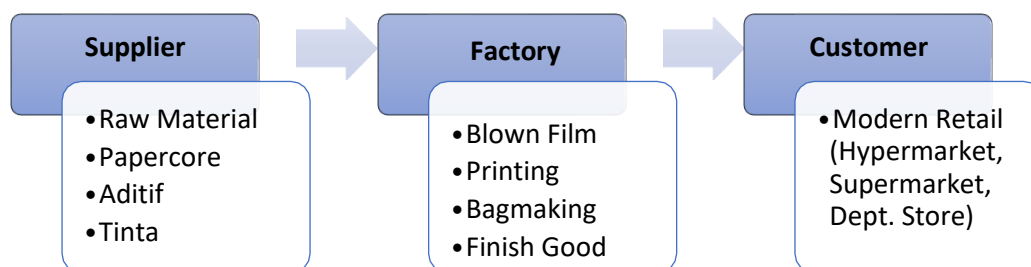 Supplier
•Raw Material
•Papercore
•Aditif
•Tinta
Factory
•Blown Film
•Printing
•Bagmaking
•Finish Good
Customer
•Modern Retail
(Hypermarket,
Supermarket,
Dept. Store)